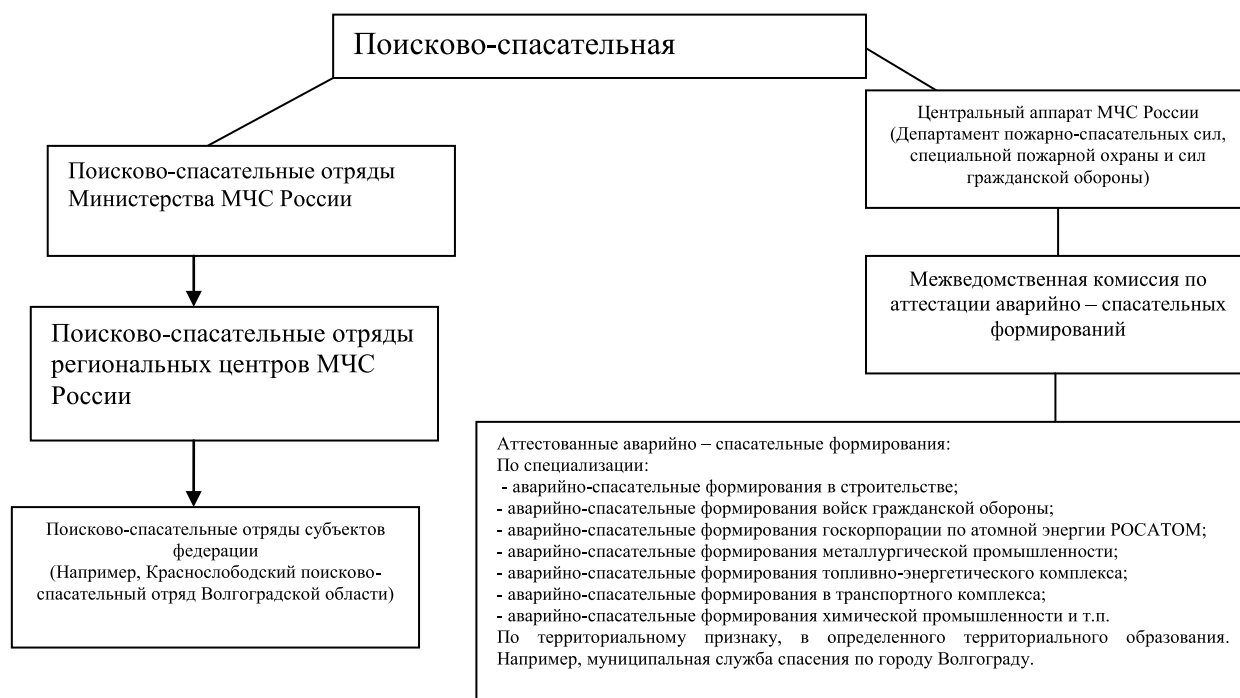 Поисково-спасательная
Центральный аппарат МЧС России
(Департамент пожарно-спасательных сил,
специальной пожарной охраны и сил
гражданской обороны)
Поисково-спасательные отряды
Министерства МЧС России
Межведомственная комиссия по
аттестации аварийно – спасательных
формирований
Поисково-спасательные отряды
региональных центров МЧС
России
Аттестованные аварийно – спасательные формирования:
По специализации:
- аварийно-спасательные формирования в строительстве;
- аварийно-спасательные формирования войск гражданской обороны;
- аварийно-спасательные формирования госкорпорации по атомной энергии РОСАТОМ;
- аварийно-спасательные формирования металлургической промышленности;
- аварийно-спасательные формирования топливно-энергетического комплекса;
- аварийно-спасательные формирования в транспортного комплекса;
- аварийно-спасательные формирования химической промышленности и т.п.
По территориальному признаку, в определенного территориального образования.
Например, муниципальная служба спасения по городу Волгограду.
Поисково-спасательные отряды субъектов
федерации
(Например, Краснослободский поисково-
спасательный отряд Волгоградской области)